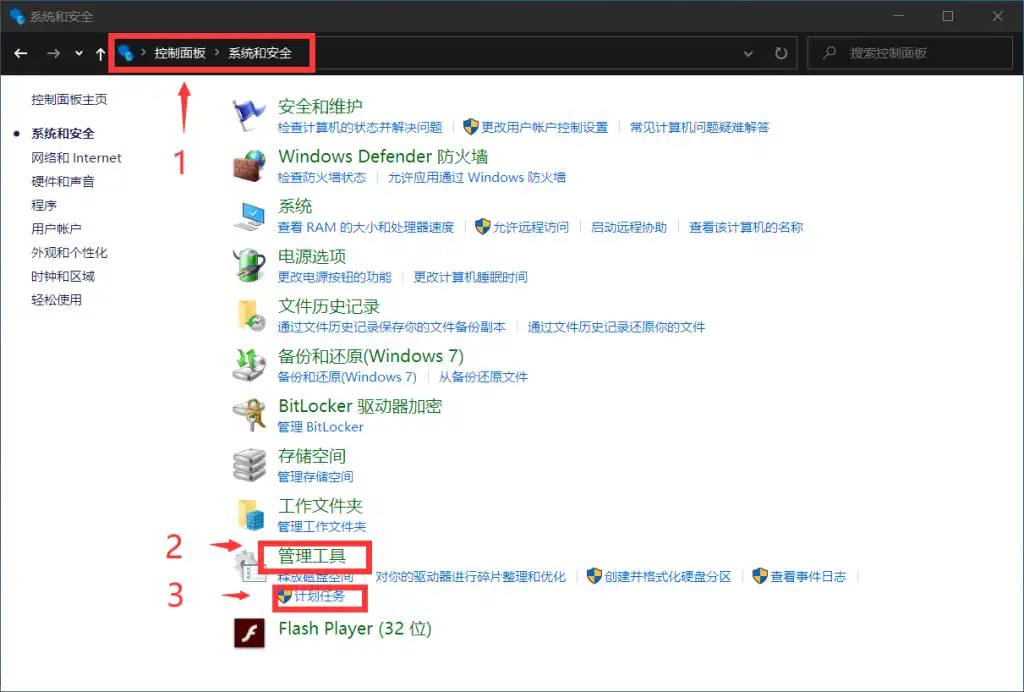 系统和安全
控制面板 系统和安全 搜索控制面板
1
控制面板主页
系统和安全
网络和 Internet
硬件和声音
程序
用户帐户
外观和个性化
时钟和区域
轻松使用
安全和维护
检查计算机的状态并解决问题 更改用户帐户控制设置 常见计算机问题疑难解答
Windows Defender 防火墙
检查防火墙状态 允许应用通过 Windows 防火墙
系统
查看 RAM 的大小和处理器速度 允许远程访问 启动远程协助 查看该计算机的名称
电源选项
更改电源按钮的功能 更改计算机睡眠时间
文件历史记录
通过文件历史记录保存你的文件备份副本 通过文件历史记录还原你的文件
备份和还原(Windows 7)
备份和还原(Windows 7) 从备份还原文件
BitLocker 驱动器加密
管理 BitLocker
存储空间
管理存储空间
工作文件夹
管理工作文件夹
2 管理工具
释放磁盘空间 对你的驱动器进行碎片整理和优化 创建并格式化硬盘分区 查看事件日志
3 计划任务
Flash Player (32 位)